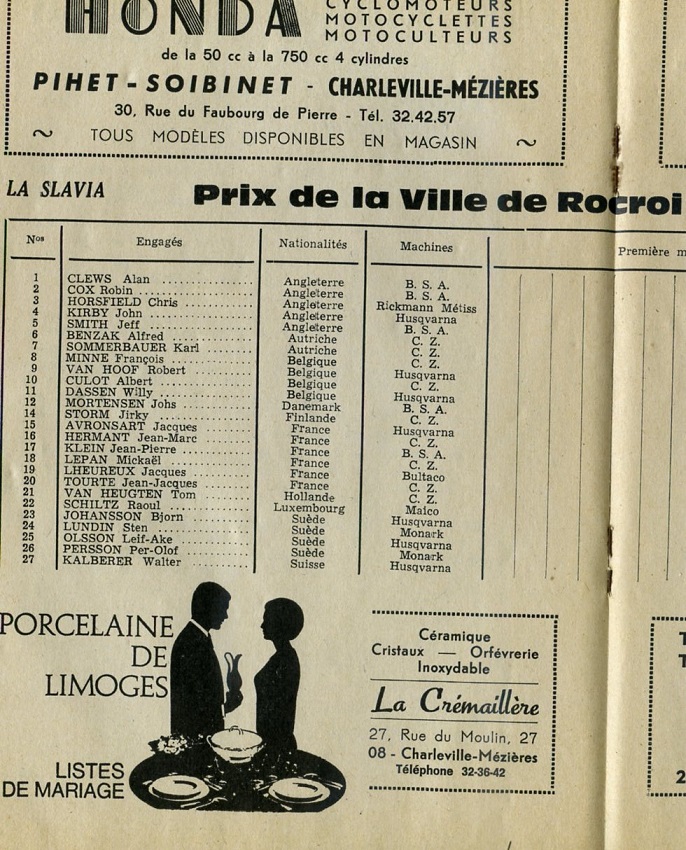 HONDA
CYCLOMOTEURS
MOTOCYCLETTES
MOTOCULTEURS
de la 50 cc à la 750 cc 4 cylindres
PIHET - SOIBINET - CHARLEVILLE-MÉZIÈRES
30, Rue du Faubourg de Pierre - Tél. 32.42.57
~ TOUS MODÈLES DISPONIBLES EN MAGASIN ~
LA SLAVIA Prix de la Ville de Rocroi
Nos Engagés Nationalités Machines Première m
1 CLEWS Alan Angleterre B. S. A.
2 COX Robin Angleterre B. S. A.
3 HORSFIELD Chris Angleterre Rickmann Métiss
4 KIRBY John Angleterre Husqvarna
5 SMITH Jeff Angleterre B. S. A.
6 BENZAK Alfred Autriche C. Z.
7 SOMMERBAUER Karl Autriche C. Z.
8 MINNE François Belgique C. Z.
9 VAN HOOF Robert Belgique Husqvarna
10 CULOT Albert Belgique C. Z.
11 DASSEN Willy Belgique Husqvarna
12 MORTENSEN Johs Danemark B. S. A.
14 STORM Jirky Finlande C. Z.
15 AVRONSART Jacques France Husqvarna
16 HERMANT Jean-Marc France C. Z.
17 KLEIN Jean-Pierre France B. S. A.
18 LEPAN Mickaël France C. Z.
19 LHEUREUX Jacques France Bultaco
20 TOURTE Jean-Jacques France C. Z.
21 VAN HEUGTEN Tom Hollande C. Z.
22 SCHILTZ Raoul Luxembourg Maico
23 JOHANSSON Bjorn Suède Husqvarna
24 LUNDIN Sten Suède Monark
25 OLSSON Leif-Ake Suède Husqvarna
26 PERSSON Per-Olof Suède Monark
27 KALBERER Walter Suisse Husqvarna
PORCELAINE
DE
LIMOGES
LISTES
DE MARIAGE
Céramique
Cristaux — Orfévrerie
Inoxydable
La Crémaillère
27, Rue du Moulin, 27
08 - Charleville-Mézières
Téléphone 32-36-42
T
T
2